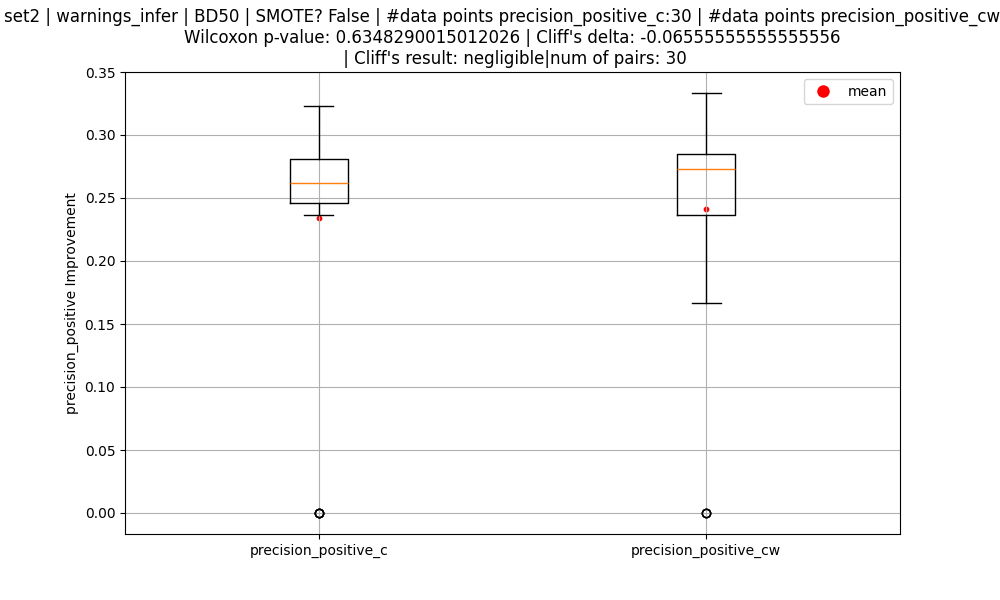 set2 | warnings_infer | BD50 | SMOTE? False | #data points precision_positive_c:30 | #data points precision_positive_cw
Wilcoxon p-value: 0.6348290015012026 | Cliff's delta: -0.06555555555555556
| Cliff's result: negligible|num of pairs: 30
mean
precision_positive Improvement
0.35
0.30
0.25
0.20
0.15
0.10
0.05
0.00
precision_positive_c
precision_positive_cw